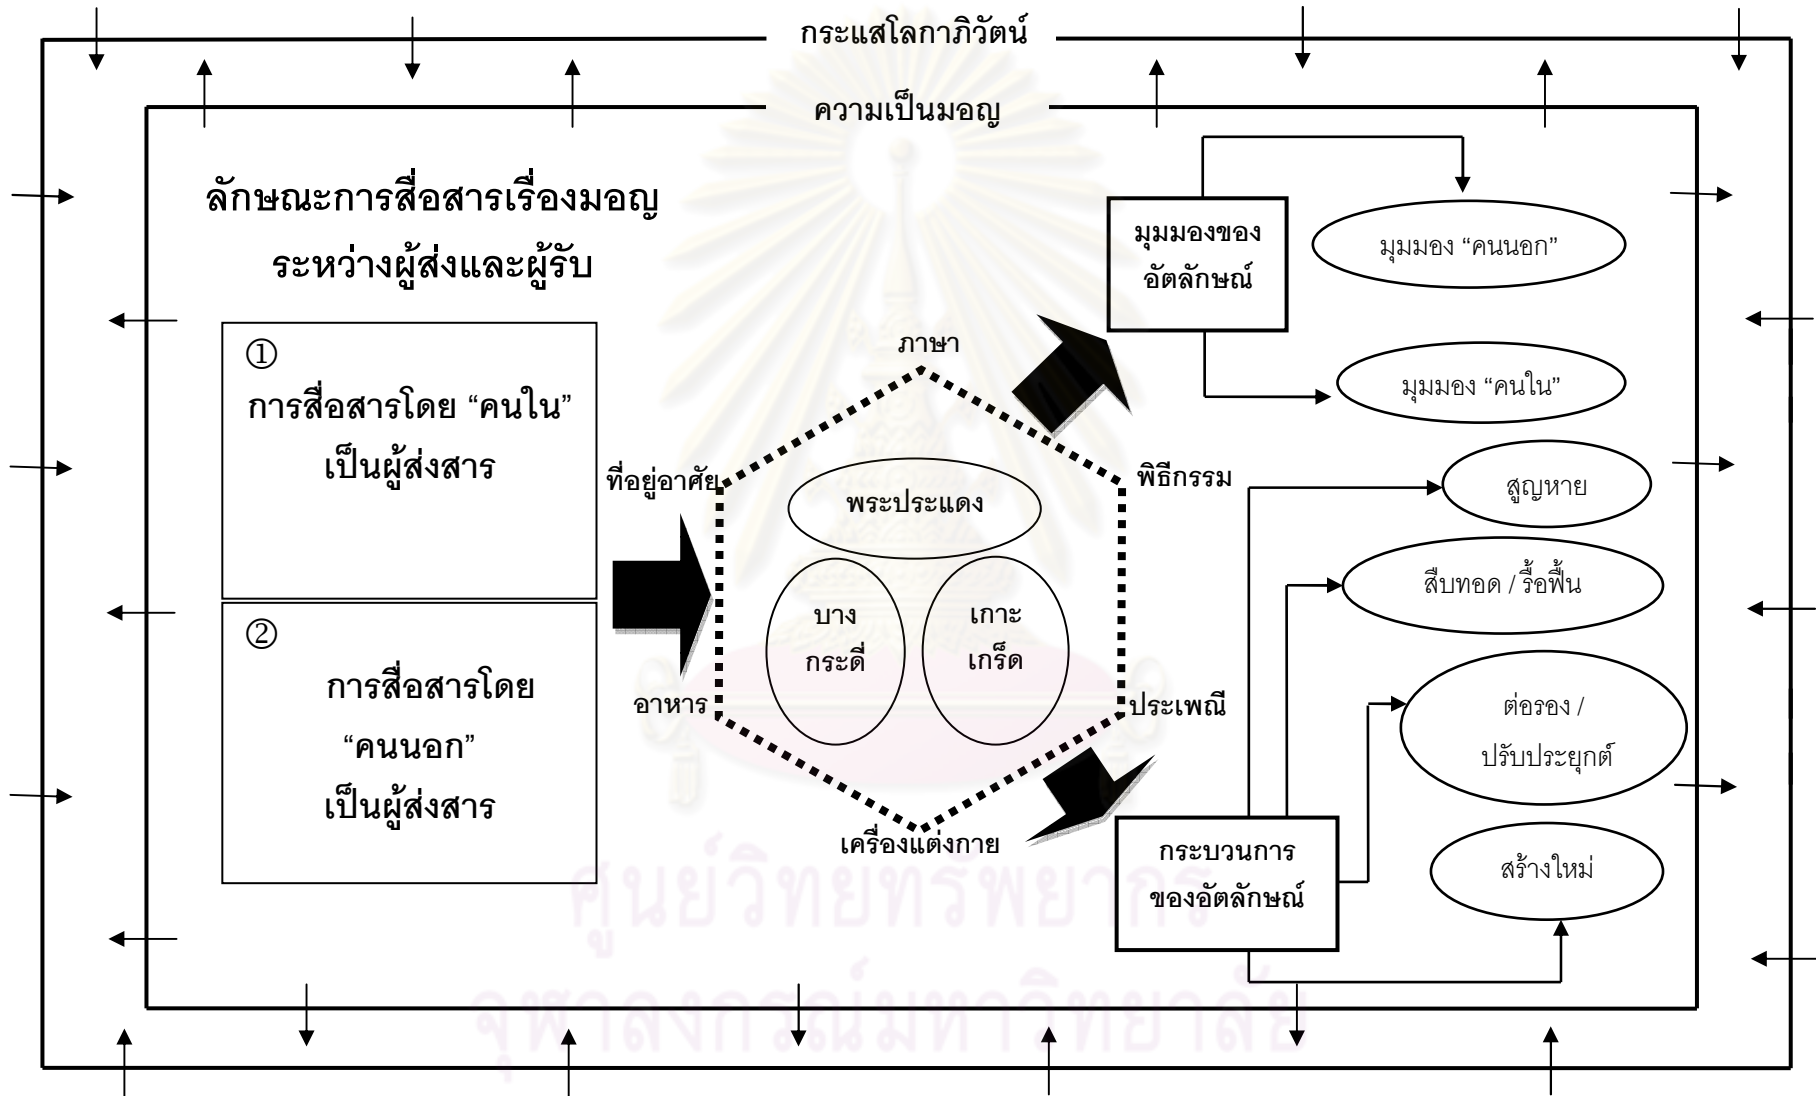 กระแสโลกาภิวัตน์
ความเป็นมอญ
ลักษณะการสื่อสารเรื่องมอญ
ระหว่างผู้ส่งและผู้รับ
①
การสื่อสารโดย “คนใน”
เป็นผู้ส่งสาร
②
การสื่อสารโดย
“คนนอก”
เป็นผู้ส่งสาร
ภาษา
ที่อยู่อาศัย
พิธีกรรม
พระประแดง
บาง
กระดี่
เกาะ
เกร็ด
อาหาร
ประเพณี
เครื่องแต่งกาย
มุมมองของ
อัตลักษณ์
มุมมอง “คนนอก”
มุมมอง “คนใน”
สูญหาย
สืบทอด / รื้อฟื้น
ต่อรอง /
ปรับประยุกต์
สร้างใหม่
กระบวนการ
ของอัตลักษณ์
ศูนย์วิทยทรัพยากร
จุฬาลงกรณ์มหาวิทยาลัย